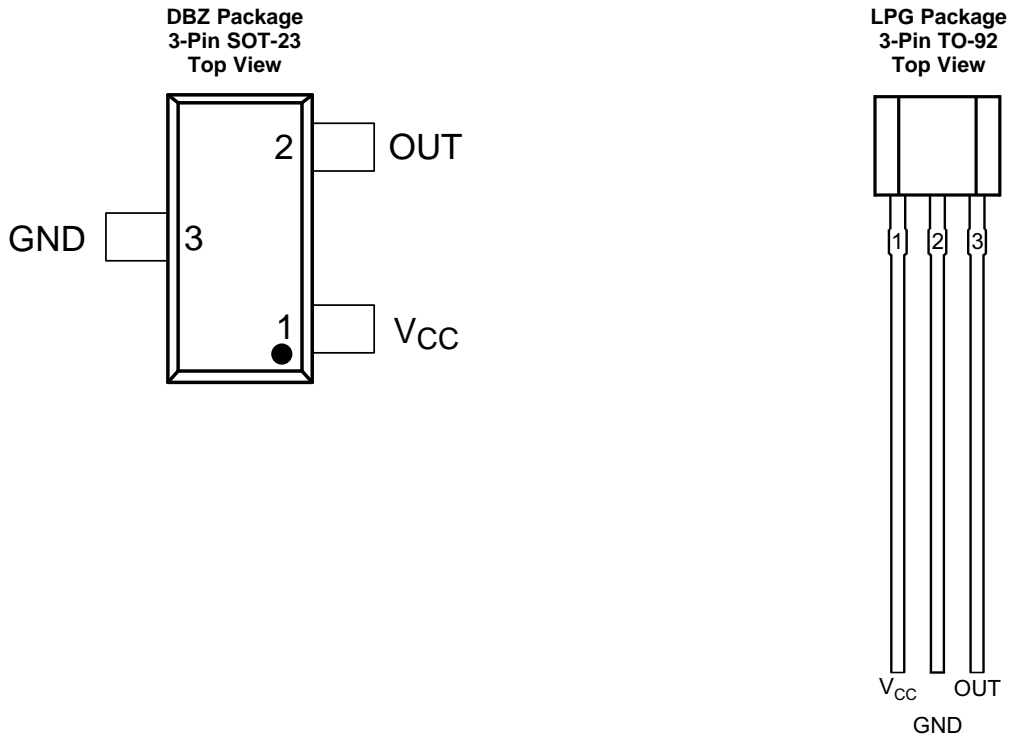 DBZ Package
3-Pin SOT-23
Top View
2 OUT
GND 3
1 VCC
LPG Package
3-Pin TO-92
Top View
1 2 3
VCC OUT
GND